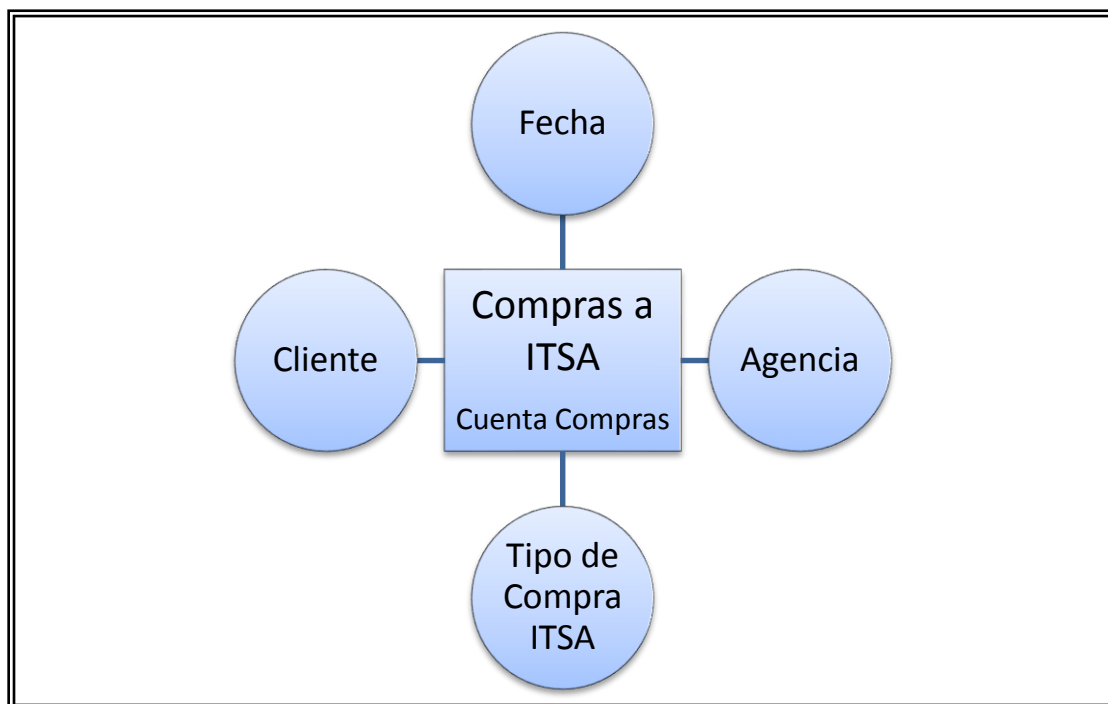 Fecha
Cliente
Compras a
ITSA
Cuenta Compras
Agencia
Tipo de
Compra
ITSA